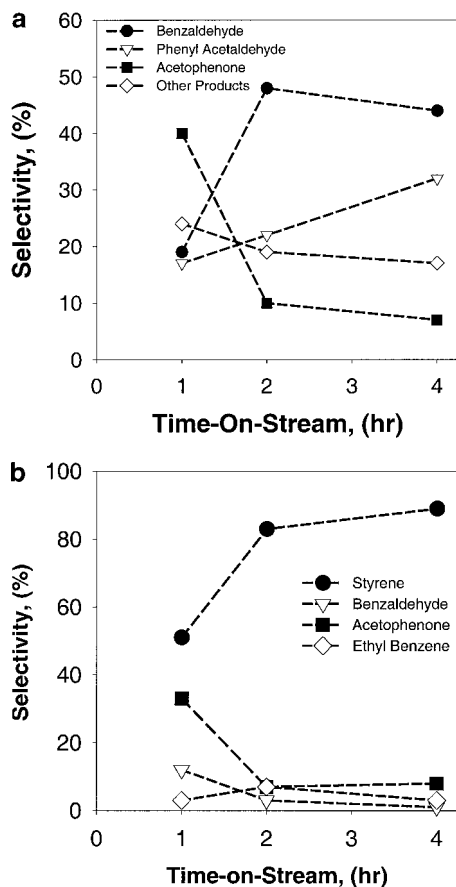 a
60
50
40
30
20
10
0
Selectivity, (%)
Benzaldehyde
Phenyl Acetaldehyde
Acetophenone
Other Products
0 1 2 3 4
Time-On-Stream, (hr)
b
100
80
60
40
20
0
Selectivity, (%)
Styrene
Benzaldehyde
Acetophenone
Ethyl Benzene
0 1 2 3 4
Time-on-Stream, (hr)